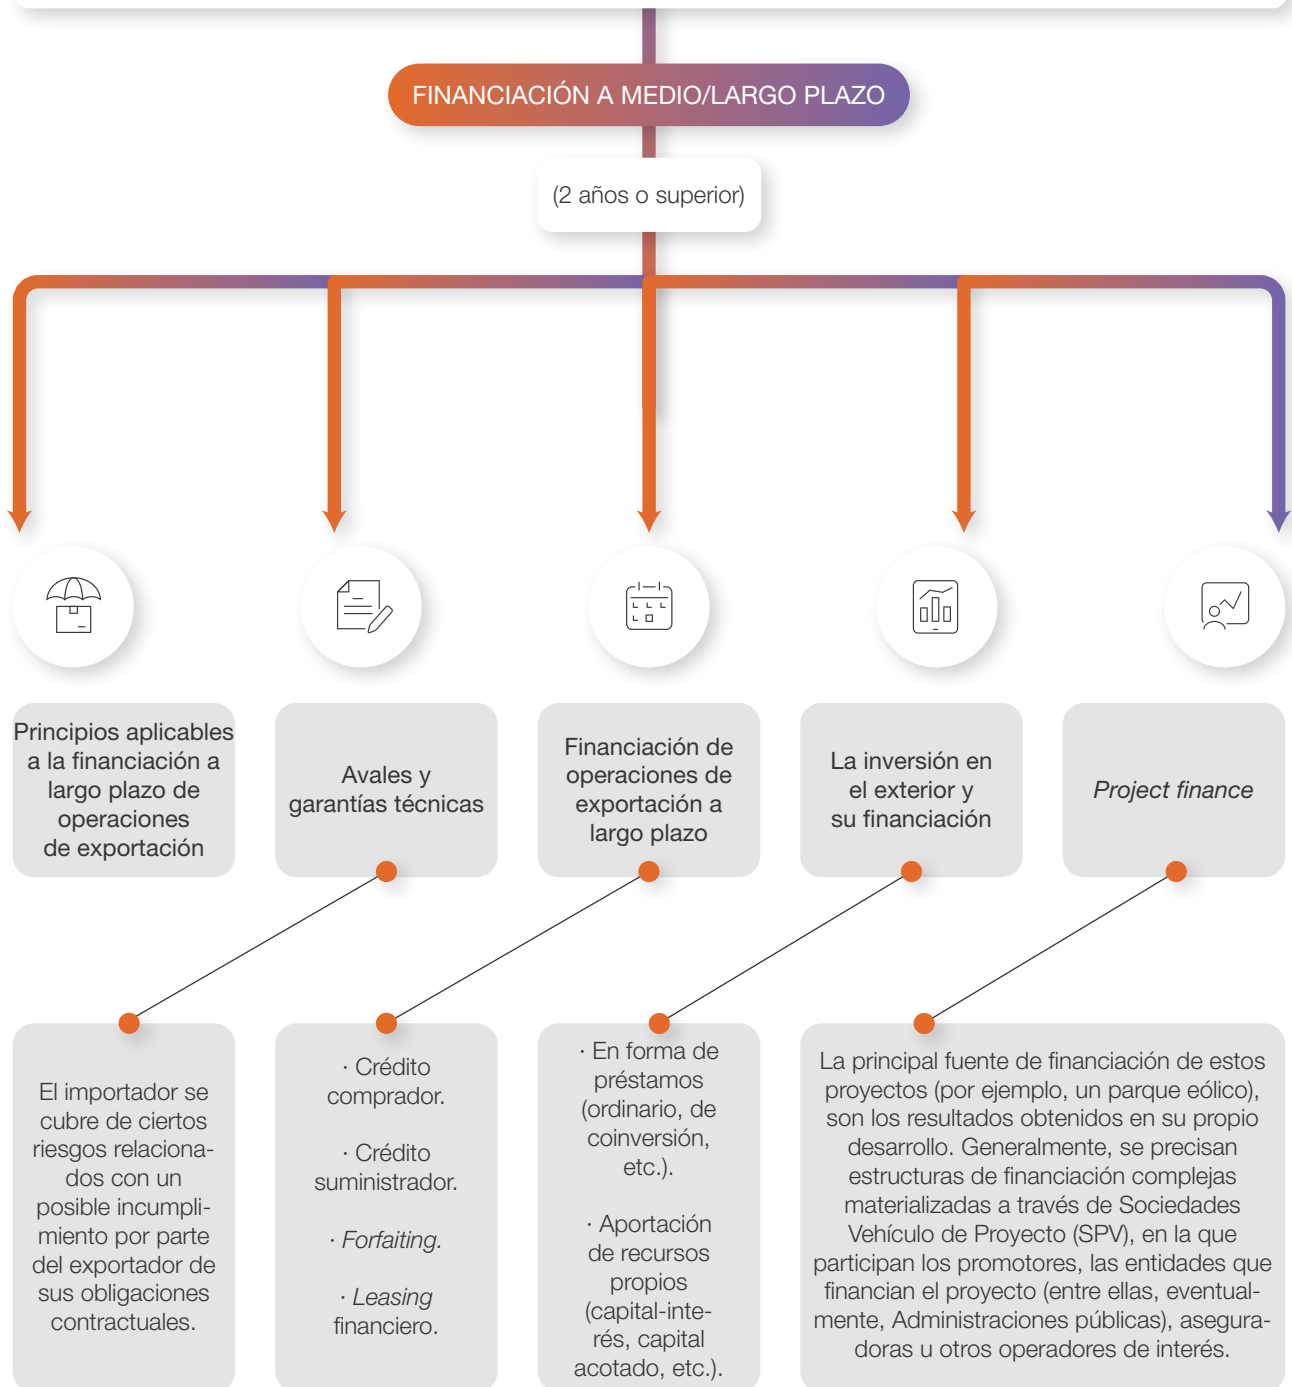 FINANCIACIÓN A MEDIO/LARGO PLAZO
(2 años o superior)
Principios aplicables
a la financiación a
largo plazo de
operaciones
de exportación
Avales y
garantías técnicas
Financiación de
operaciones de
exportación a
largo plazo
La inversión en
el exterior y
su financiación
Project finance
El importador se
cubre de ciertos
riesgos relaciona-
dos con un
posible incumpli-
miento por parte
del exportador de
sus obligaciones
contractuales.
· Crédito
comprador.
· Crédito
suministrador.
· Forfaiting.
· Leasing
financiero.
· En forma de
préstamos
(ordinario, de
coinversión,
etc.).
· Aportación
de recursos
propios
(capital-inte-
rés, capital
acotado, etc.).
La principal fuente de financiación de estos
proyectos (por ejemplo, un parque eólico),
son los resultados obtenidos en su propio
desarrollo. Generalmente, se precisan
estructuras de financiación complejas
materializadas a través de Sociedades
Vehículo de Proyecto (SPV), en la que
participan los promotores, las entidades que
financian el proyecto (entre ellas, eventual-
mente, Administraciones públicas), asegura-
doras u otros operadores de interés.